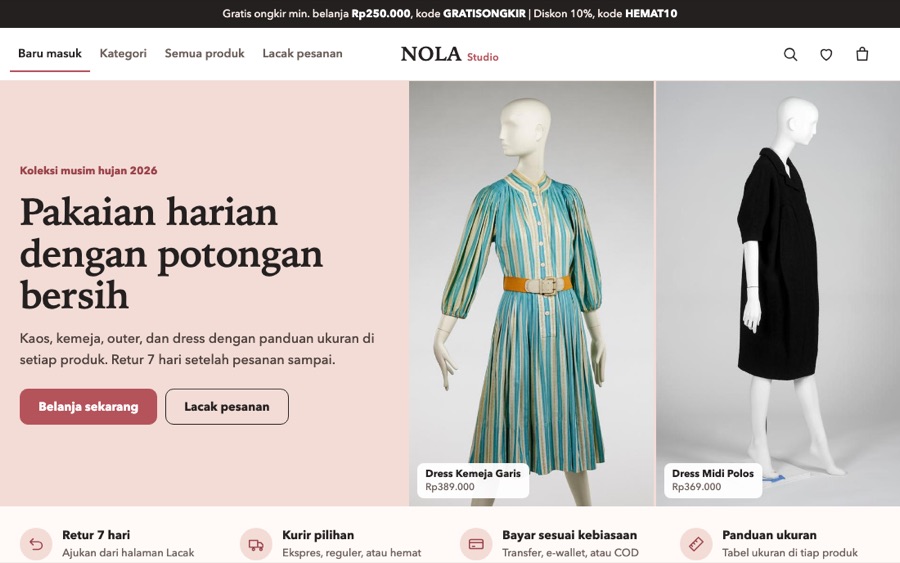 Gratis ongkir min. belanja Rp250.000, kode GRATISONGKIR | Diskon 10%, kode HEMAT10
Baru masuk
Kategori
Semua produk
Lacak pesanan
NOLA Studio
Koleksi musim hujan 2026
Pakaian harian
dengan potongan
bersih
Kaos, kemeja, outer, dan dress dengan panduan ukuran di
setiap produk. Retur 7 hari setelah pesanan sampai.
Belanja sekarang
Lacak pesanan
Dress Kemeja Garis
Rp389.000
Dress Midi Polos
Rp369.000
Retur 7 hari
Ajukan dari halaman Lacak
Kurir pilihan
Ekspres, reguler, atau hemat
Bayar sesuai kebiasaan
Transfer, e-wallet, atau COD
Panduan ukuran
Tabel ukuran di tiap produk